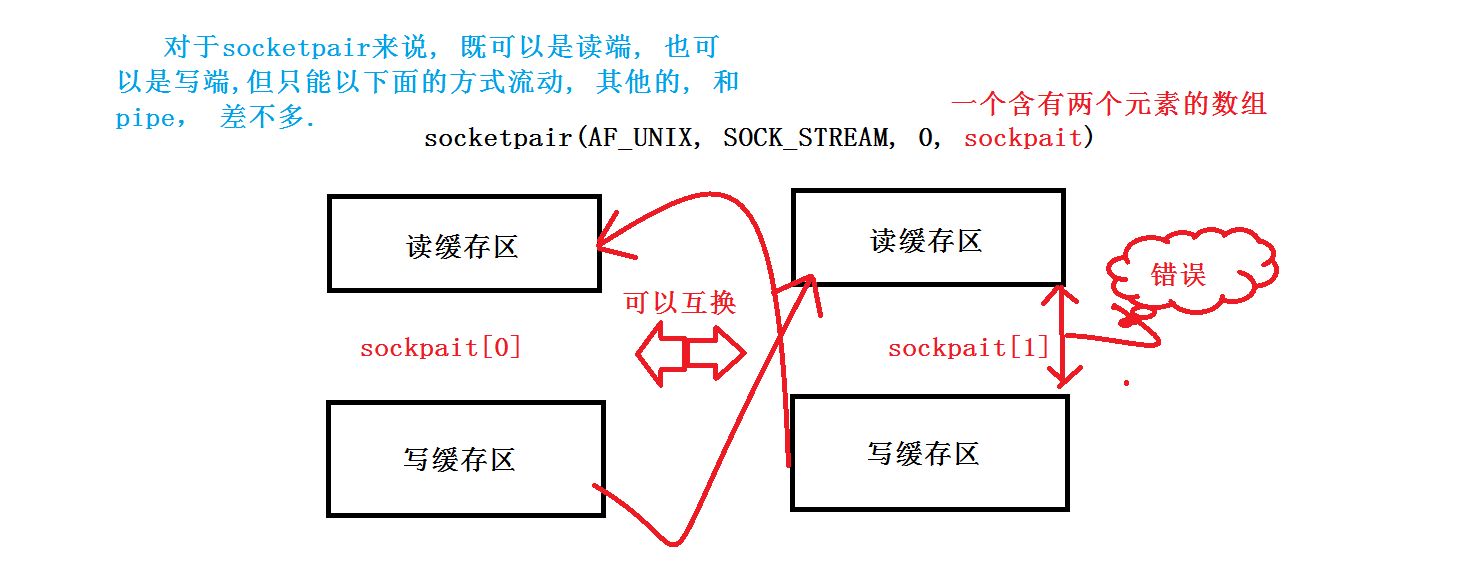 对于socketpair来说, 既可以是读端, 也可
以是写端,但只能以下面的方式流动, 其他的, 和
pipe， 差不多.
一个含有两个元素的数组
socketpair(AF_UNIX, SOCK_STREAM, 0, sockpait)
读缓存区
读缓存区
错误
可以互换
sockpait[0]
sockpait[1]
写缓存区
写缓存区